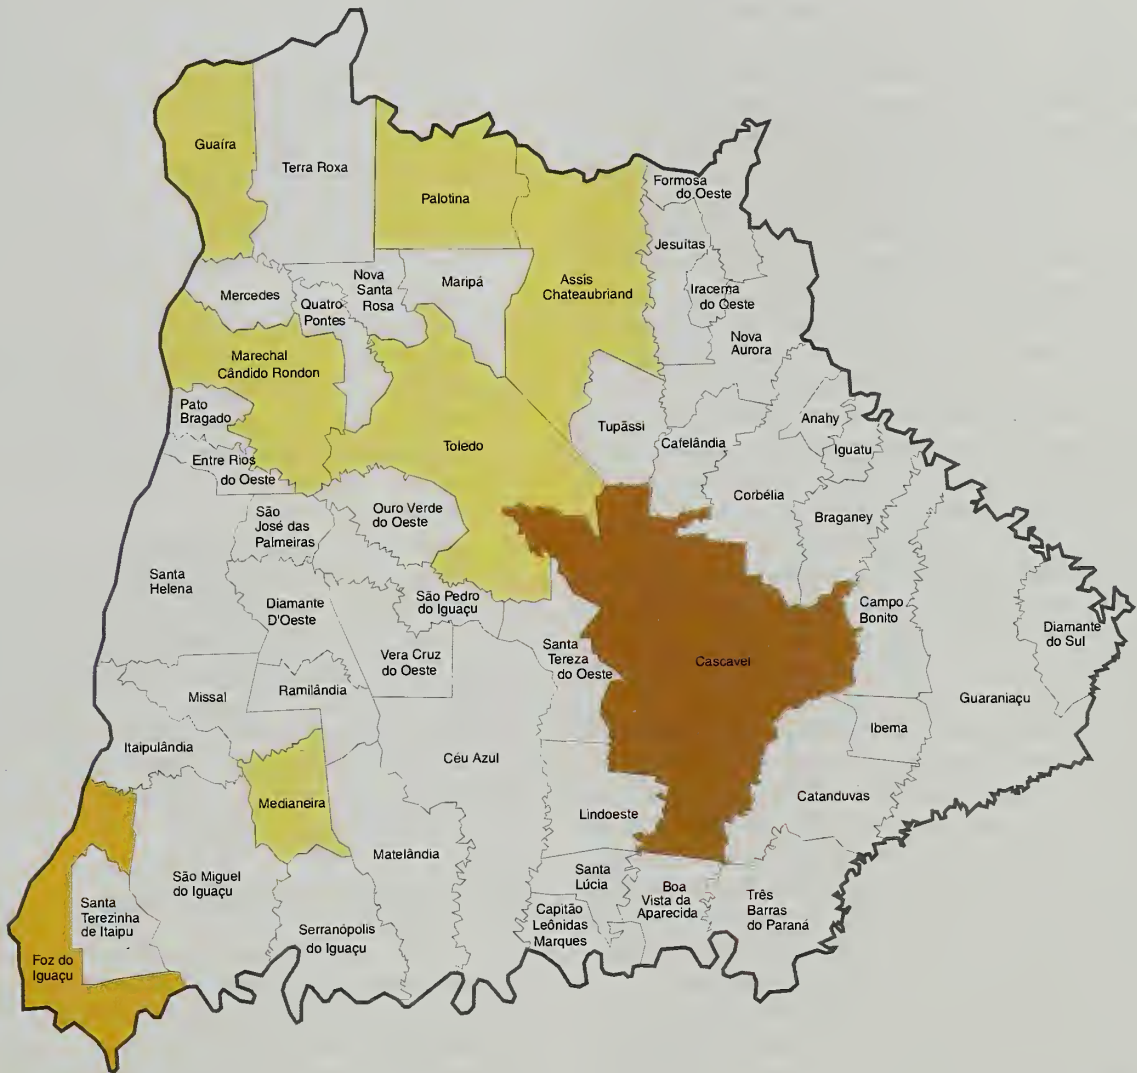 Guaíra
Terra Roxa
Palotina
Formosa
do Oeste
Jesuítas
Assis
Chateaubriand
Iracema
do Oeste
Nova
Aurora
Maripá
Nova
Santa
Rosa
Mercedes
Quatro
Pontes
Marechal
Cândido Rondon
Pato
Bragado
Entre Rios
do Oeste
Toledo
Tupãssi
Cafelândia
Anahy
Iguatu
Corbélia
Braganey
Ouro Verde
do Oeste
São
José das
Palmeiras
Santa
Helena
Diamante
D'Oeste
São Pedro
do Iguaçu
Vera Cruz
do Oeste
Santa
Tereza
do Oeste
Cascavel
Campo
Bonito
Diamante
do Sul
Guaraniaçu
Ibema
Missal
Ramilândia
Itaipulândia
Céu Azul
Medianeira
Lindoeste
Catanduvas
Matelândia
São Miguel
do Iguaçu
Santa
Terezinha
de Itaipu
Foz do
Iguaçu
Serranópolis
do Iguaçu
Santa
Lúcia
Capitão
Leônidas
Marques
Boa
Vista da
Aparecida
Três
Barras
do Paraná